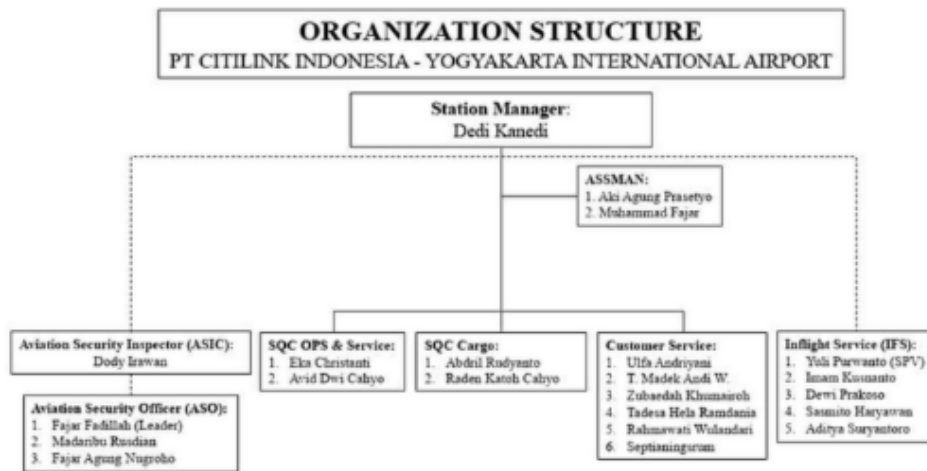 ORGANIZATION STRUCTURE
PT CITILINK INDONESIA - YOGYAKARTA INTERNATIONAL AIRPORT
Station Manager:
Dedi Kanedi
ASSMAN:
1. Aki Agung Prasetyo
2. Muhammad Fajar
Aviation Security Inspector (ASIC):
Dody Irawan
Aviation Security Officer (ASO):
1. Fajar Fadillah (Leader)
2. Madaribu Rusdian
3. Fajar Agung Nugroho
SQC OPS & Service:
1. Eka Christanti
2. Avid Dwi Cahyo
SQC Cargo:
1. Abdril Rudyanto
2. Raden Katoh Cahyo
Customer Service:
1. Ulfa Andriyani
2. T. Madek Andi W.
3. Zubaedah Khumairoh
4. Tadesa Hela Ramdania
5. Rahmawati Wulandari
6. Septianingsrum
Inflight Service (IFS):
1. Yuli Purwanto (SPV)
2. Imam Kusnanto
3. Dewi Prakoso
4. Sasmito Haryawan
5. Aditya Suryantoro